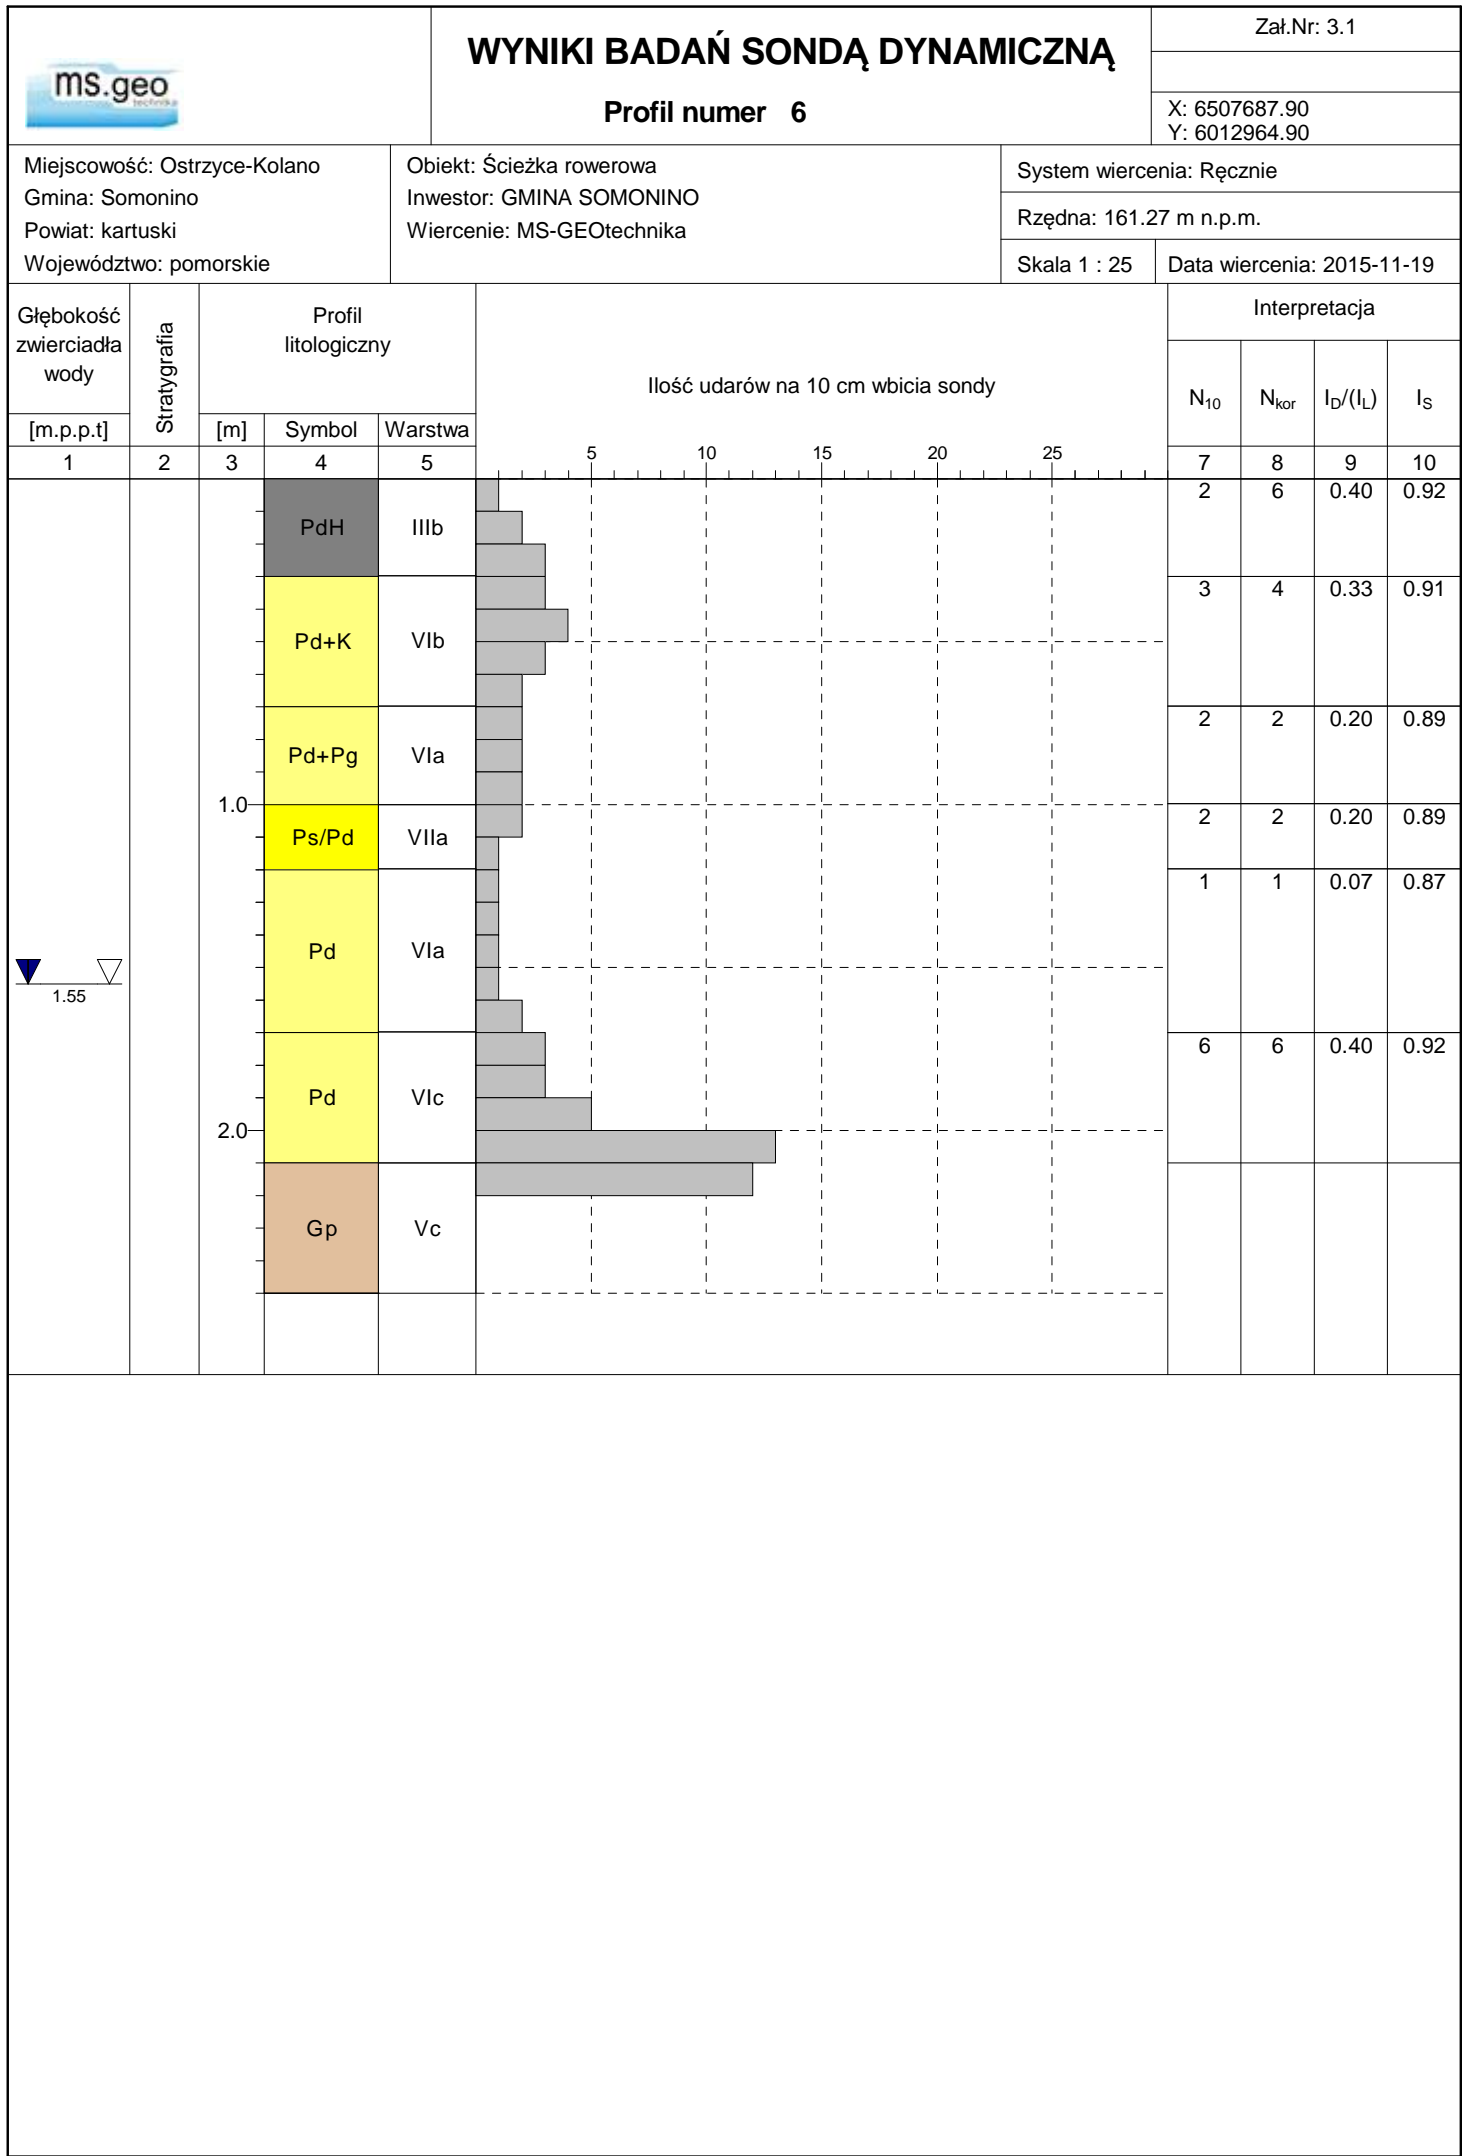 ms.geo
technika
WYNIKI BADAŃ SONDĄ DYNAMICZNĄ
Profil numer 6
Zał.Nr: 3.1
X: 6507687.90
Y: 6012964.90
Miejscowość: Ostrzyce-Kolano
Gmina: Somonino
Powiat: kartuski
Województwo: pomorskie
Obiekt: Ścieżka rowerowa
Inwestor: GMINA SOMONINO
Wiercenie: MS-GEOtechnika
System wiercenia: Ręcznie
Rzędna: 161.27 m n.p.m.
Skala 1 : 25
Data wiercenia: 2015-11-19
Głębokość
zwierciadła
wody
[m.p.p.t]
Stratygrafia
Profil
litologiczny
[m] Symbol Warstwa
Ilość udarów na 10 cm wbicia sondy
Interpretacja
N10 Nkor ID/(IL) IS
5 10 15 20 25
1 2 3 4 5 7 8 9 10
PdH IIIb 2 6 0.40 0.92
Pd+K VIb 3 4 0.33 0.91
Pd+Pg VIa 2 2 0.20 0.89
1.0
Ps/Pd VIIa 2 2 0.20 0.89
Pd VIa 1 1 0.07 0.87
1.55
Pd VIc 6 6 0.40 0.92
2.0
Gp Vc